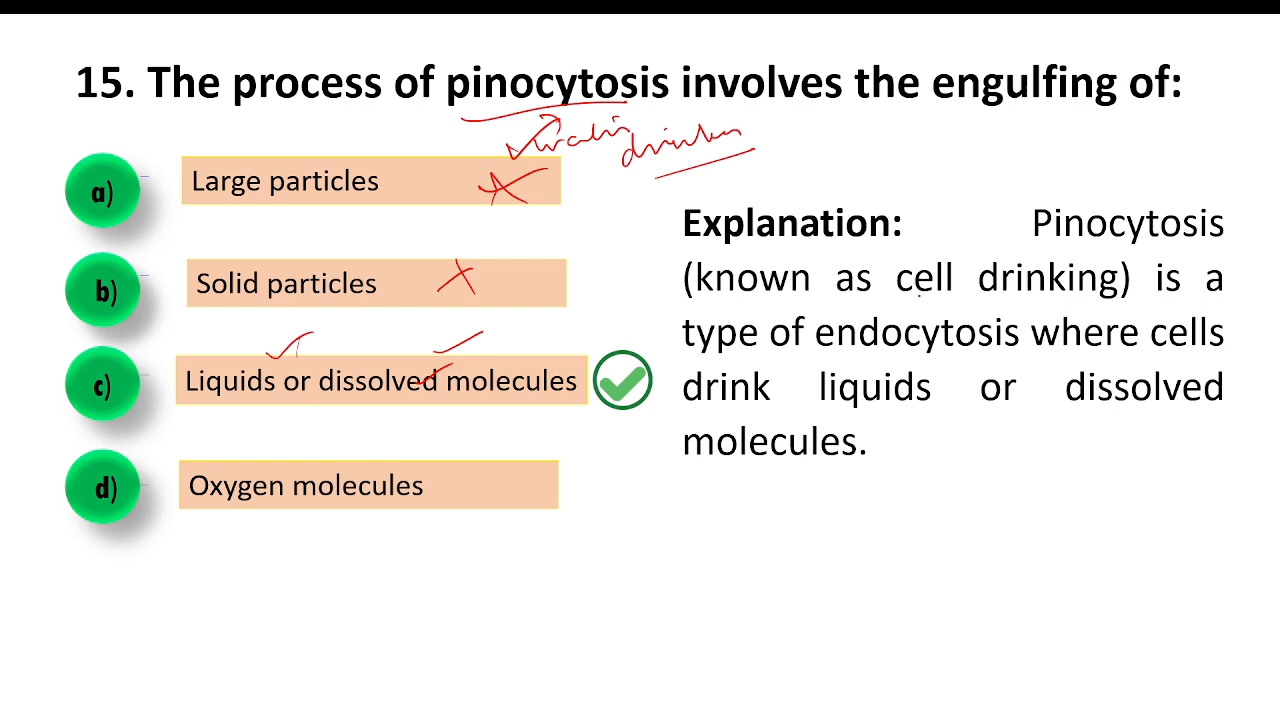 15. The process of pinocytosis involves the engulfing of:
drinking
a) Large particles
b) Solid particles
c) Liquids or dissolved molecules
d) Oxygen molecules
Explanation: Pinocytosis
(known as cell drinking) is a
type of endocytosis where cells
drink liquids or dissolved
molecules.